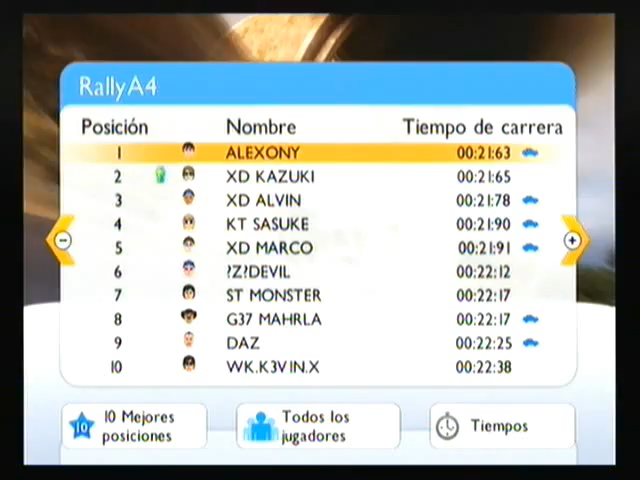 RallyA4
Posición Nombre Tiempo de carrera
1 ALEXONY 00:21:63
2 XD KAZUKI 00:21:65
3 XD ALVIN 00:21:78
4 KT SASUKE 00:21:90
5 XD MARCO 00:21:91
6 ?Z?DEVIL 00:22:12
7 ST MONSTER 00:22:17
8 G37 MAHRLA 00:22:17
9 DAZ 00:22:25
10 WK.K3VIN.X 00:22:38
10 10 Mejores posiciones
Todos los jugadores
Tiempos